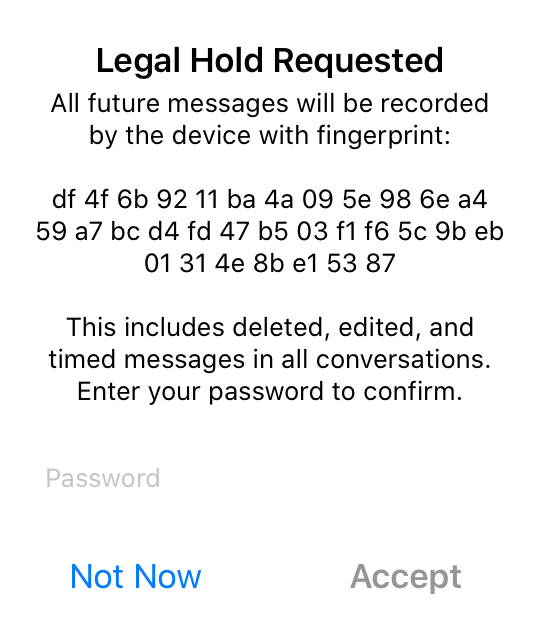 Legal Hold Requested
All future messages will be recorded
by the device with fingerprint:
df 4f 6b 92 11 ba 4a 09 5e 98 6e a4
59 a7 bc d4 fd 47 b5 03 f1 f6 5c 9b eb
01 31 4e 8b e1 53 87
This includes deleted, edited, and
timed messages in all conversations.
Enter your password to confirm.
Password
Not Now
Accept